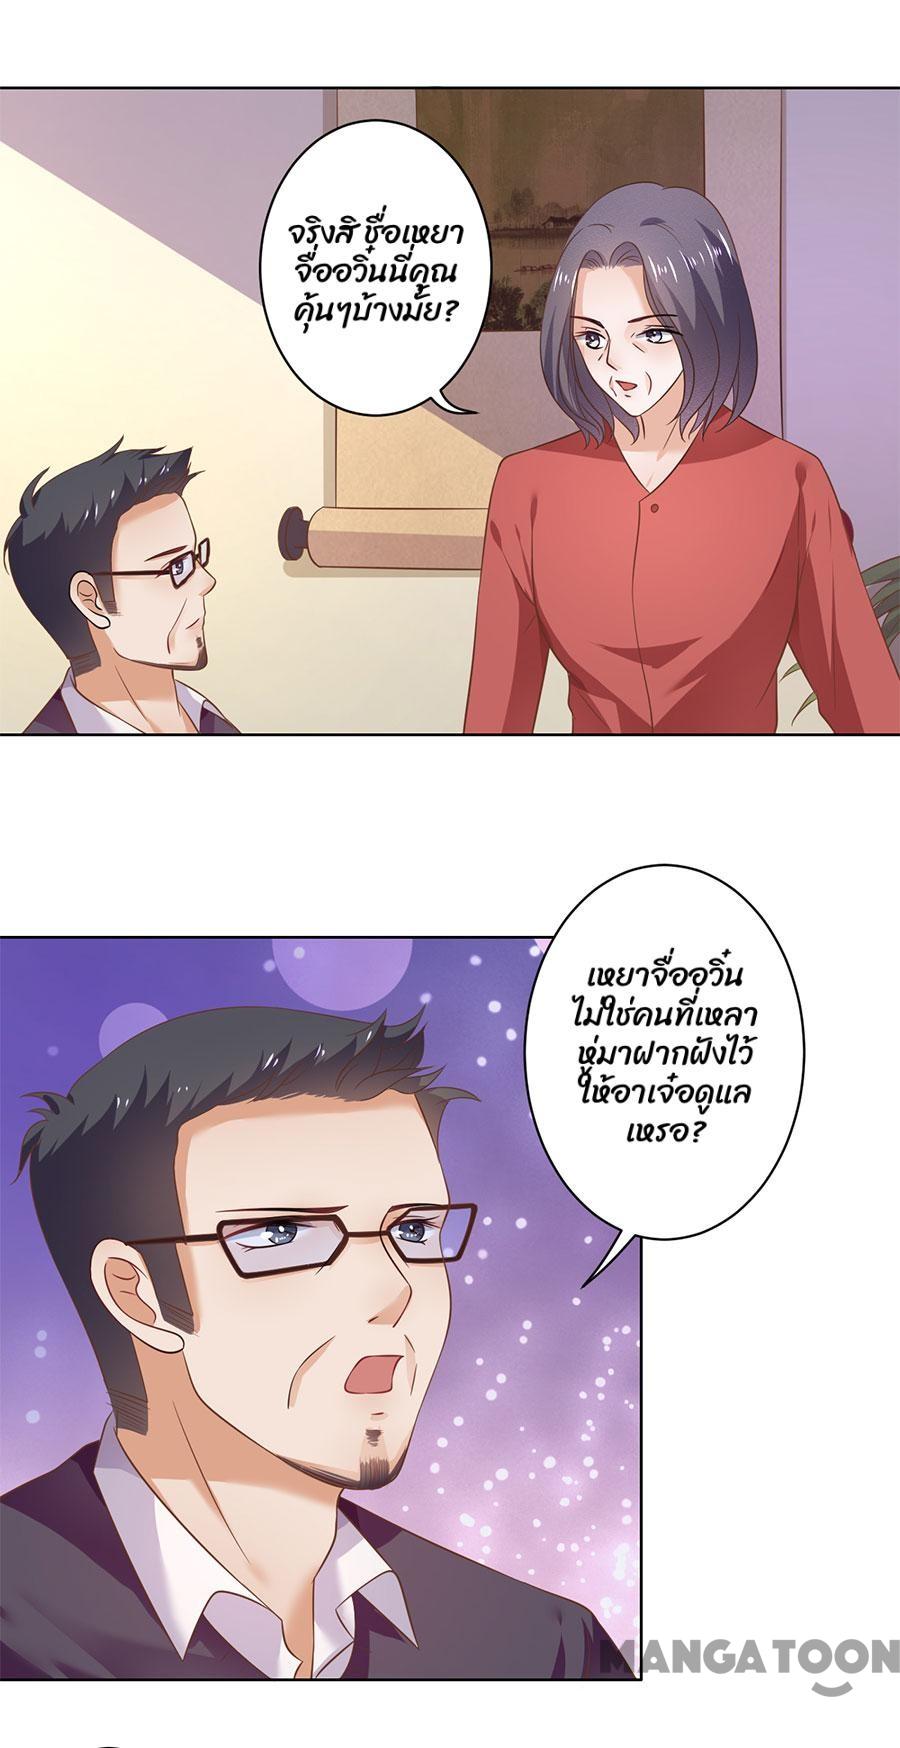 จริงสิ ชื่อเหยา
จื่ออวิ๋นนี่คุณ
คุ้นๆบ้างมั้ย?
เหยาจื่ออวิ๋น
ไม่ใช่คนที่เหลา
หู่มาฝากฝังไว้
ให้อาเจ๋อดูแล
เหรอ?
MANGATOON